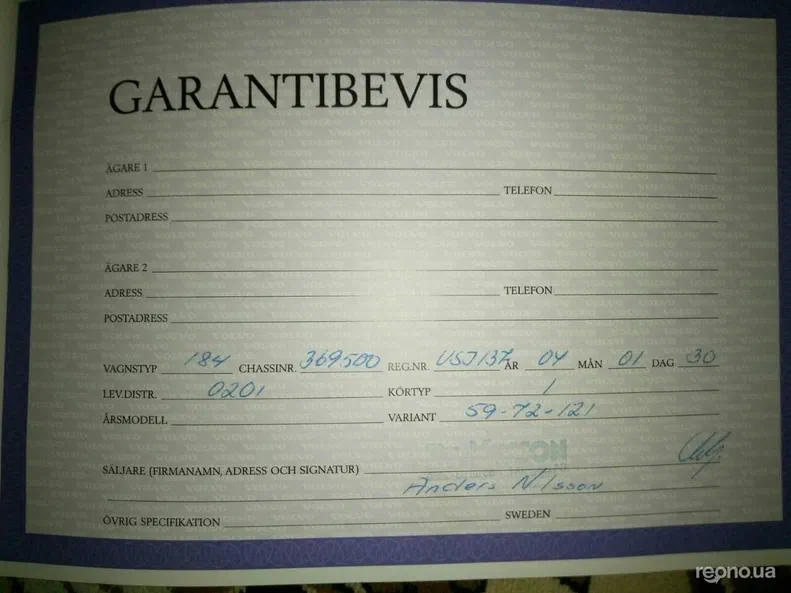 GARANTIBEVIS
ÄGARE 1
ADRESS TELEFON
POSTADRESS
ÄGARE 2
ADRESS TELEFON
POSTADRESS
VAGNSTYP 184 CHASSINR. 369500 REG.NR. USJ137 ÅR 04 MÅN 01 DAG 30
LEV.DISTR. 0201 KÖRTYP 1
ÅRSMODELL VARIANT 59-72-121
SÄLJARE (FIRMANAMN, ADRESS OCH SIGNATUR)
Anders Nilsson
ÖVRIG SPECIFIKATION SWEDEN
reono.ua